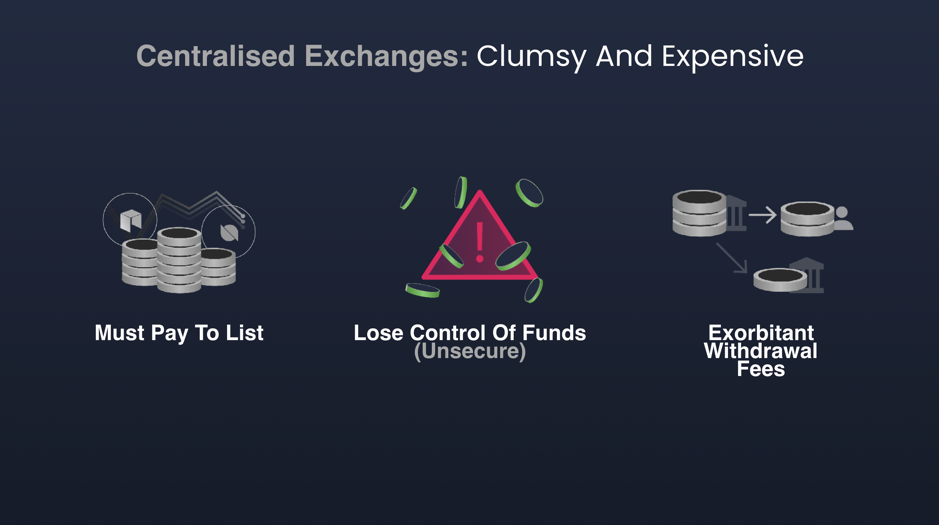 Centralised Exchanges: Clumsy And Expensive
Must Pay To List
Lose Control Of Funds
(Unsecure)
Exorbitant
Withdrawal
Fees